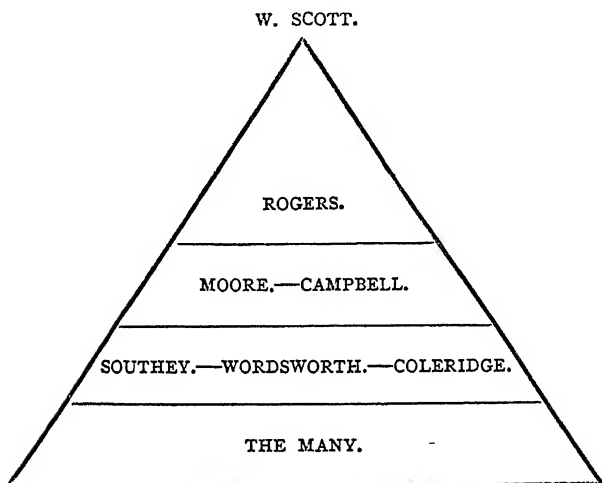 W. SCOTT.
ROGERS.
MOORE.—CAMPBELL.
SOUTHEY.—WORDSWORTH.—COLERIDGE.
THE MANY.